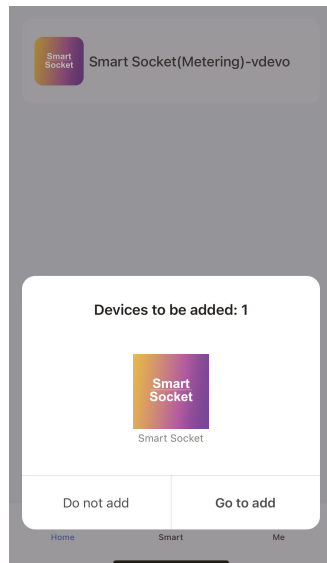 Smart
Socket
Smart Socket(Metering)-vdevo
Devices to be added: 1
Smart
Socket
Smart Socket
Do not add
Go to add
Home
Smart
Me